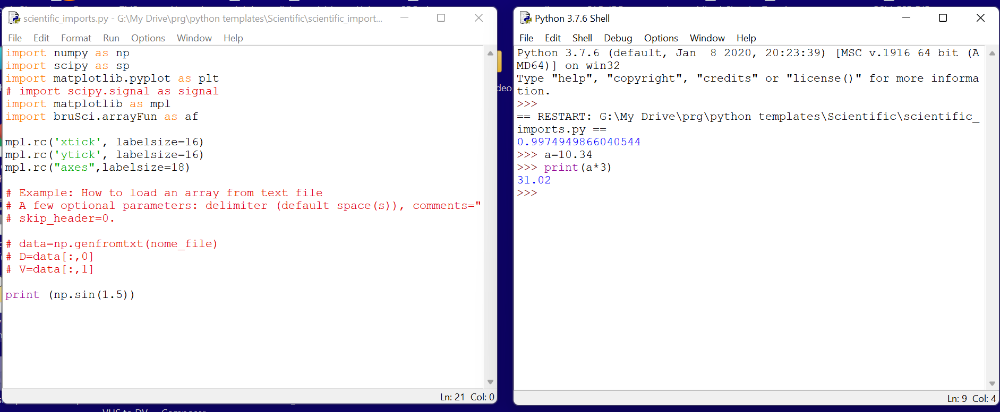 scientific_imports.py - G:\My Drive\prg\python templates\Scientific\scientific_import...
File Edit Format Run Options Window Help
import numpy as np
import scipy as sp
import matplotlib.pyplot as plt
# import scipy.signal as signal
import matplotlib as mpl
import bruSci.arrayFun as af
mpl.rc('xtick', labelsize=16)
mpl.rc('ytick', labelsize=16)
mpl.rc("axes",labelsize=18)
# Example: How to load an array from text file
# A few optional parameters: delimiter (default space(s)), comments="
# skip_header=0.
# data=np.genfromtxt(nome_file)
# D=data[:,0]
# V=data[:,1]
print (np.sin(1.5))
Ln: 21 Col: 0
Python 3.7.6 Shell
File Edit Shell Debug Options Window Help
Python 3.7.6 (default, Jan  8 2020, 20:23:39) [MSC v.1916 64 bit (A
MD64)] on win32
Type "help", "copyright", "credits" or "license()" for more informa
tion.
>>>
== RESTART: G:\My Drive\prg\python templates\Scientific\scientific_
imports.py ==
0.9974949866040544
>>> a=10.34
>>> print(a*3)
31.02
>>>
Ln: 9 Col: 4
deo